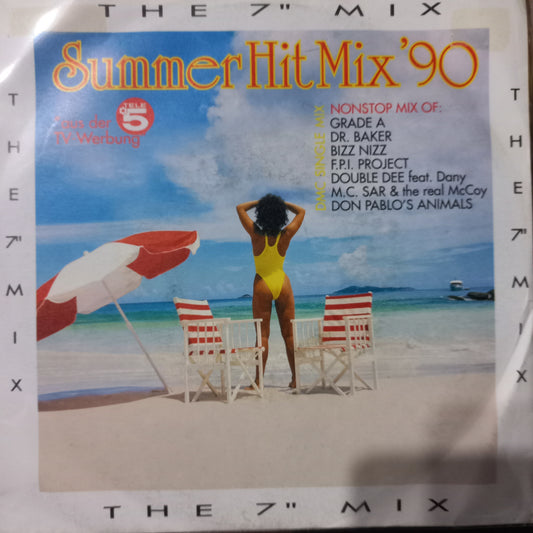 THE 7" MIX
Summer Hit Mix '90
TELE
5
aus der
TV-Werbung
SINGLE MIX
NONSTOP MIX OF:
GRADE A
DR. BAKER
BIZZ NIZZ
F.P.I. PROJECT
DOUBLE DEE feat. Dany
M.C. SAR & the real McCoy
DON PABLO'S ANIMALS
THE 7" MIX
THE 7" MIX
THE 7" MIX